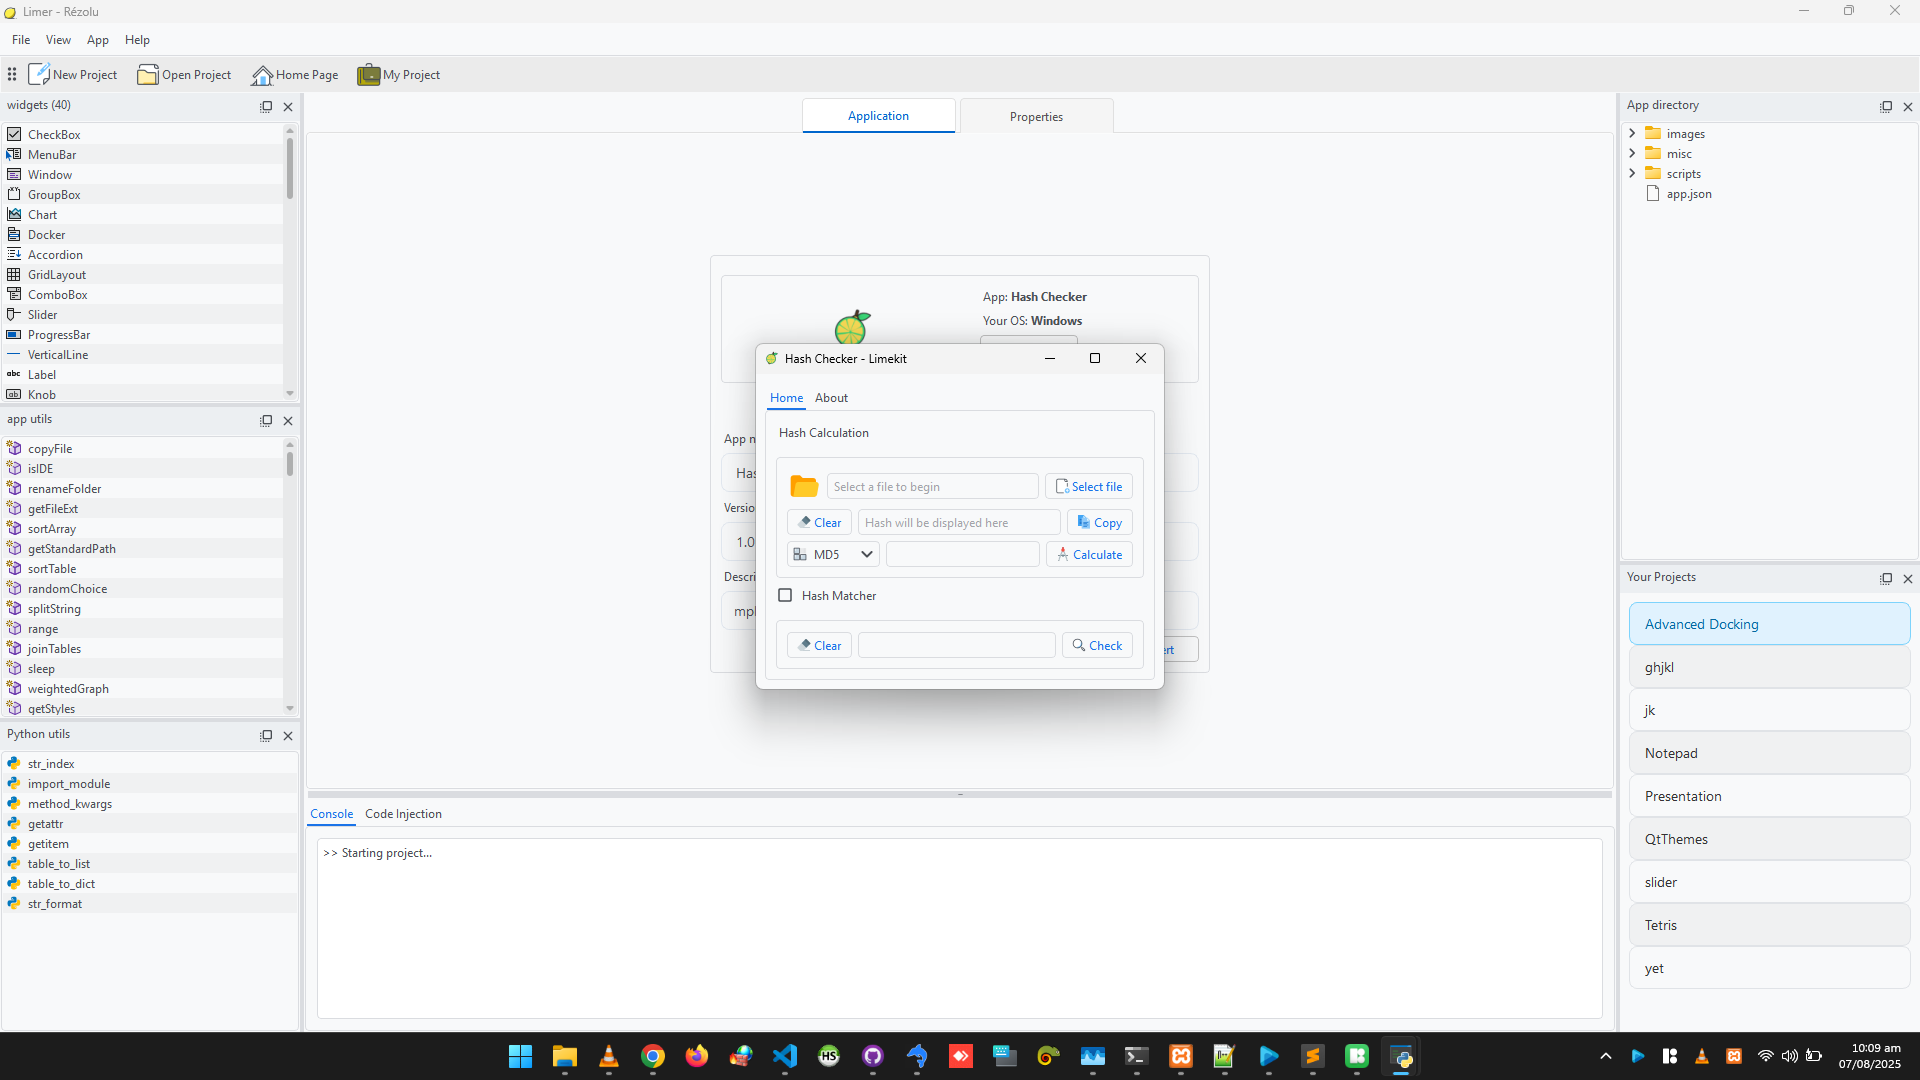 Limer - Rézolu
File View App Help
New Project Open Project Home Page My Project
widgets (40)
CheckBox
MenuBar
Window
GroupBox
Chart
Docker
Accordion
GridLayout
ComboBox
Slider
ProgressBar
VerticalLine
abc Label
ab Knob
app utils
copyFile
isIDE
renameFolder
getFileExt
sortArray
getStandardPath
sortTable
randomChoice
splitString
range
joinTables
sleep
weightedGraph
getStyles
Python utils
str_index
import_module
method_kwargs
getattr
getitem
table_to_list
table_to_dict
str_format
Application Properties
App: Hash Checker
Your OS: Windows
App n
Has
Versio
1.0
Descri
mpl
ert
Hash Checker - Limekit
Home About
Hash Calculation
Select a file to begin Select file
Clear Hash will be displayed here Copy
MD5 Calculate
Hash Matcher
Clear Check
Console Code Injection
>> Starting project...
App directory
images
misc
scripts
app.json
Your Projects
Advanced Docking
ghjkl
jk
Notepad
Presentation
QtThemes
slider
Tetris
yet
HS
10:09 am
07/08/2025